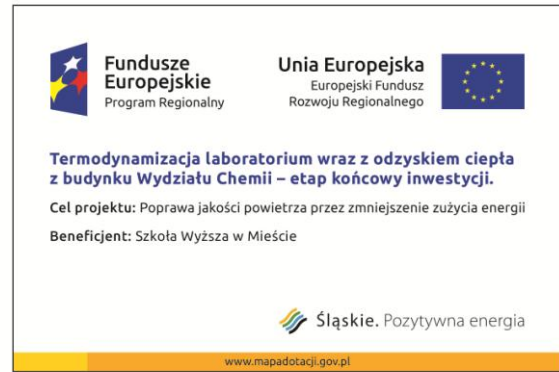 Fundusze
Europejskie
Program Regionalny
Unia Europejska
Europejski Fundusz
Rozwoju Regionalnego
Termodynamizacja laboratorium wraz z odzyskiem ciepła
z budynku Wydziału Chemii – etap końcowy inwestycji.
Cel projektu: Poprawa jakości powietrza przez zmniejszenie zużycia energii
Beneficjent: Szkoła Wyższa w Mieście
Śląskie. Pozytywna energia
www.mapadotacji.gov.pl